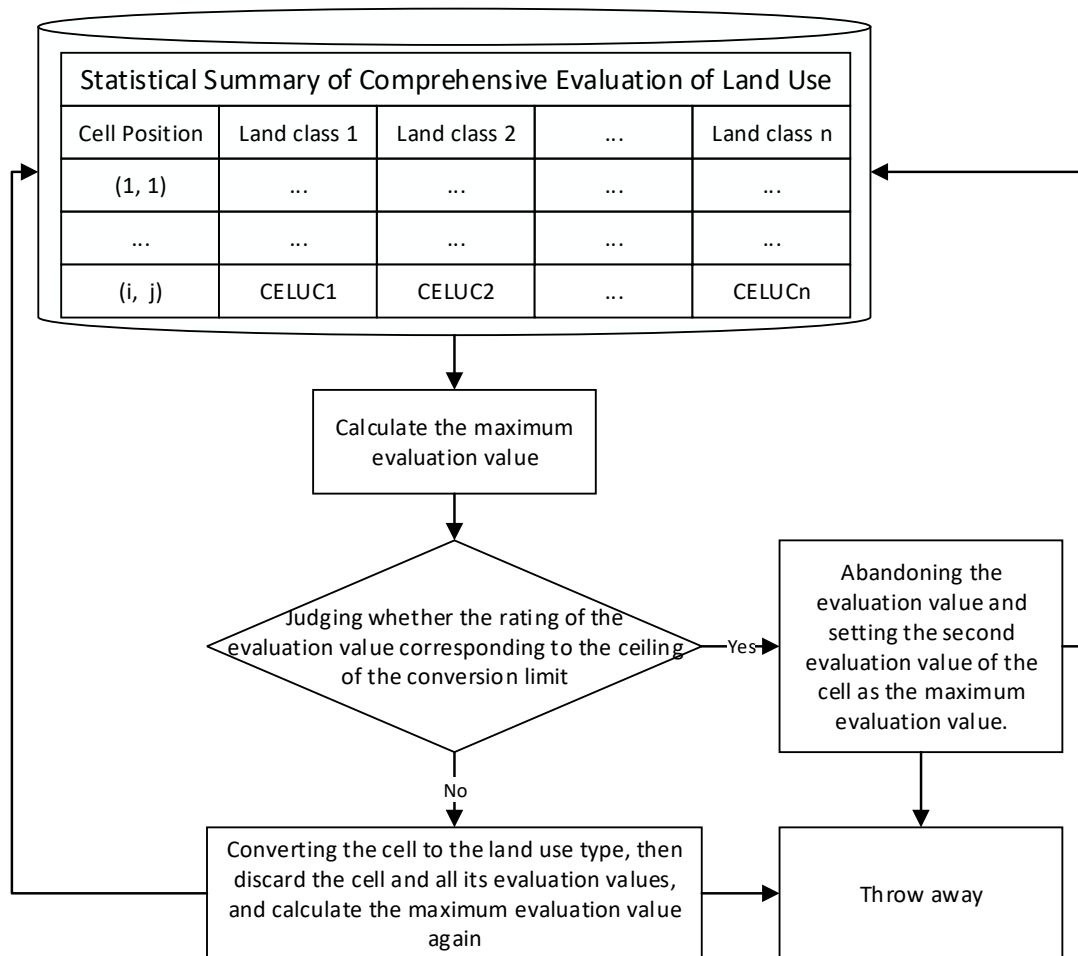 Statistical Summary of Comprehensive Evaluation of Land Use
Cell Position Land class 1 Land class 2 ... Land class n
(1, 1) ... ... ... ...
... ... ... ... ...
(i, j) CELUC1 CELUC2 ... CELUCn
Calculate the maximum
evaluation value
Judging whether the rating of the
evaluation value corresponding to the ceiling
of the conversion limit
Yes
Abandoning the
evaluation value and
setting the second
evaluation value of the
cell as the maximum
evaluation value.
No
Converting the cell to the land use type, then
discard the cell and all its evaluation values,
and calculate the maximum evaluation value
again
Throw away